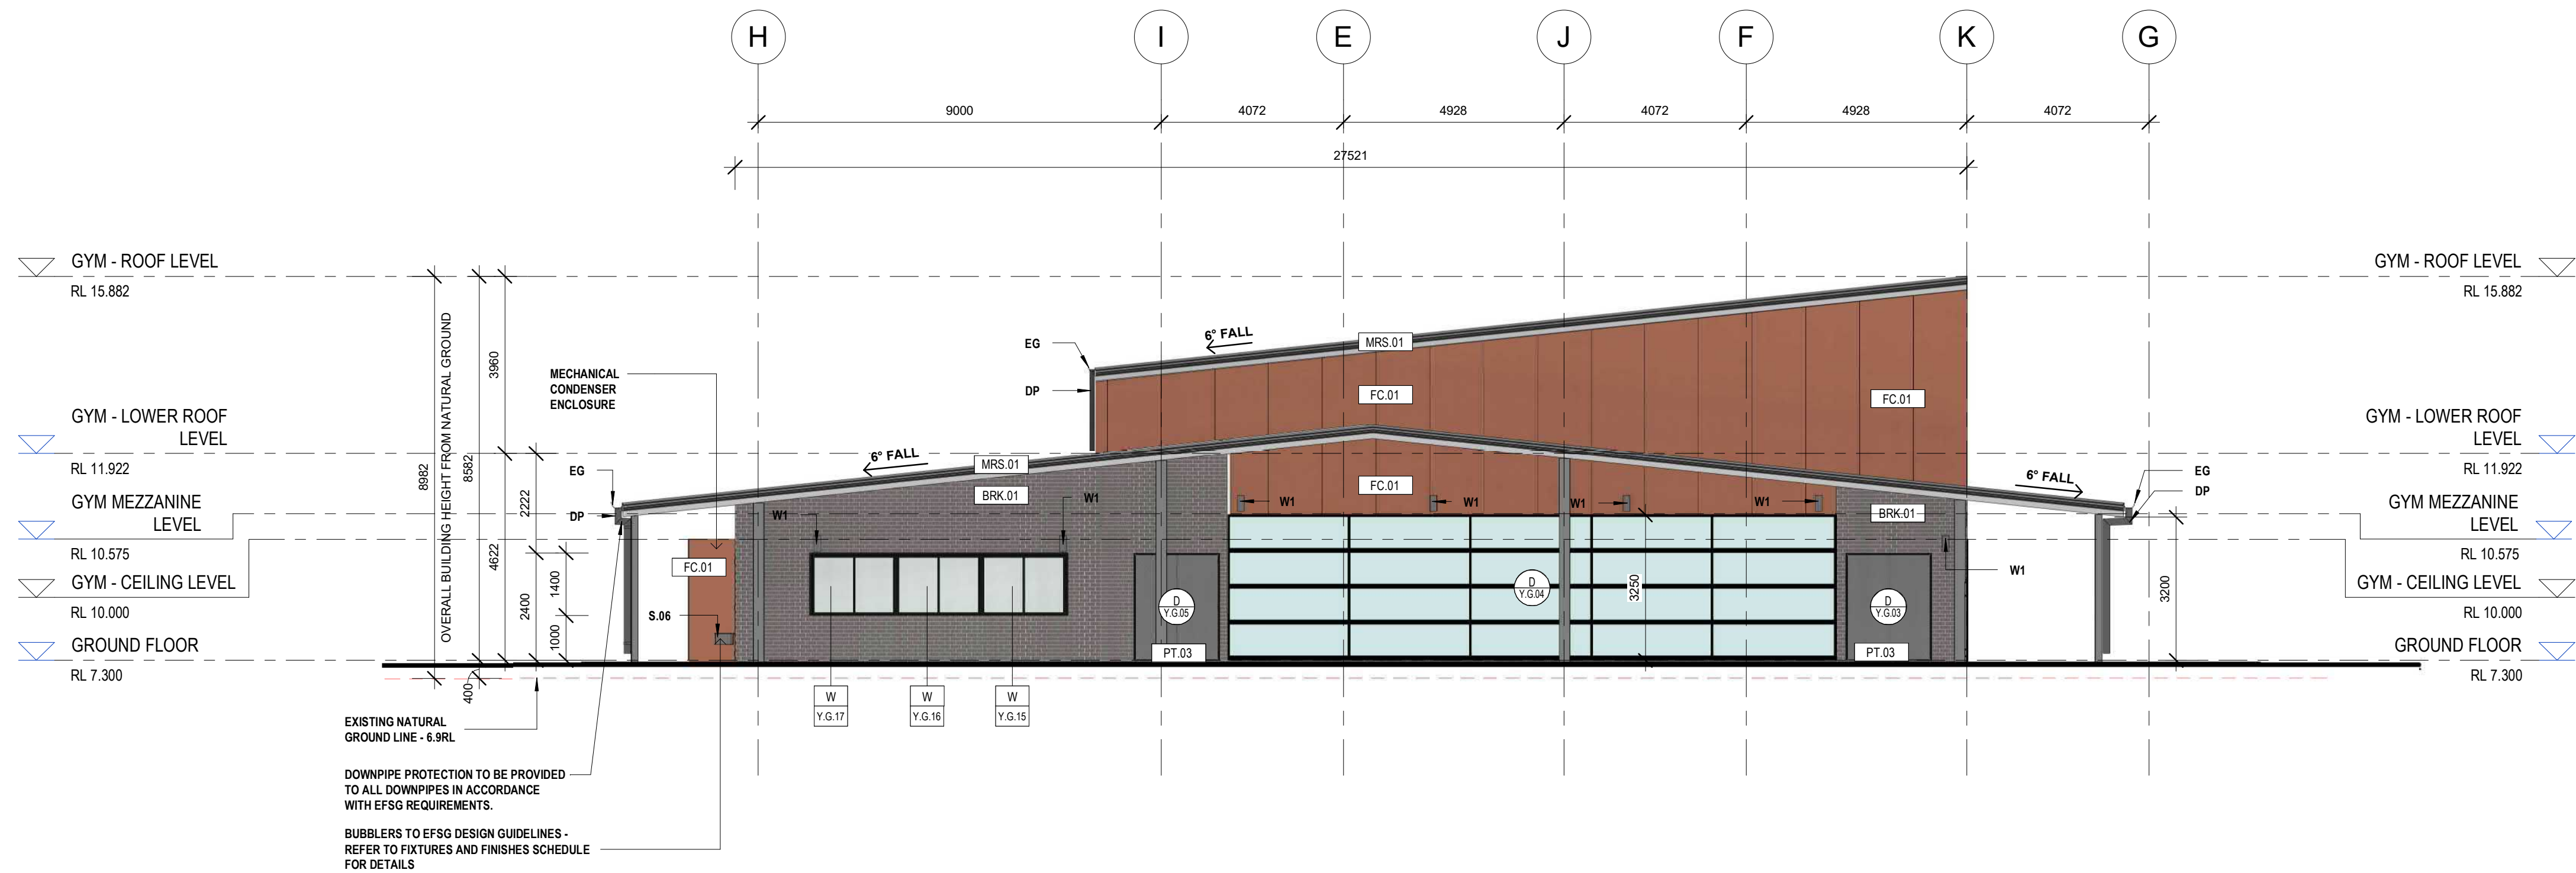 H
I
E
J
F
K
G
9000
4072
4928
4072
4928
4072
27521
GYM - ROOF LEVEL
RL 15.882
GYM - LOWER ROOF
LEVEL
RL 11.922
GYM MEZZANINE
LEVEL
RL 10.575
GYM - CEILING LEVEL
RL 10.000
GROUND FLOOR
RL 7.300
8982
OVERALL BUILDING HEIGHT FROM NATURAL GROUND
8582
3960
4622
400
2222
2400
1400
1000
MECHANICAL
CONDENSER
ENCLOSURE
EG
DP
FC.01
S.06
EG
DP
6° FALL
MRS.01
FC.01
FC.01
6° FALL
MRS.01
BRK.01
W1
W1
FC.01
W1
W1
W1
W1
BRK.01
W1
6° FALL
EG
DP
D
Y.G.05
PT.03
D
Y.G.04
3250
D
Y.G.03
PT.03
3200
W
Y.G.17
W
Y.G.16
W
Y.G.15
EXISTING NATURAL
GROUND LINE - 6.9RL
DOWNPIPE PROTECTION TO BE PROVIDED
TO ALL DOWNPIPES IN ACCORDANCE
WITH EFSG REQUIREMENTS.
BUBBLERS TO EFSG DESIGN GUIDELINES -
REFER TO FIXTURES AND FINISHES SCHEDULE
FOR DETAILS
GYM - ROOF LEVEL
RL 15.882
GYM - LOWER ROOF
LEVEL
RL 11.922
GYM MEZZANINE
LEVEL
RL 10.575
GYM - CEILING LEVEL
RL 10.000
GROUND FLOOR
RL 7.300